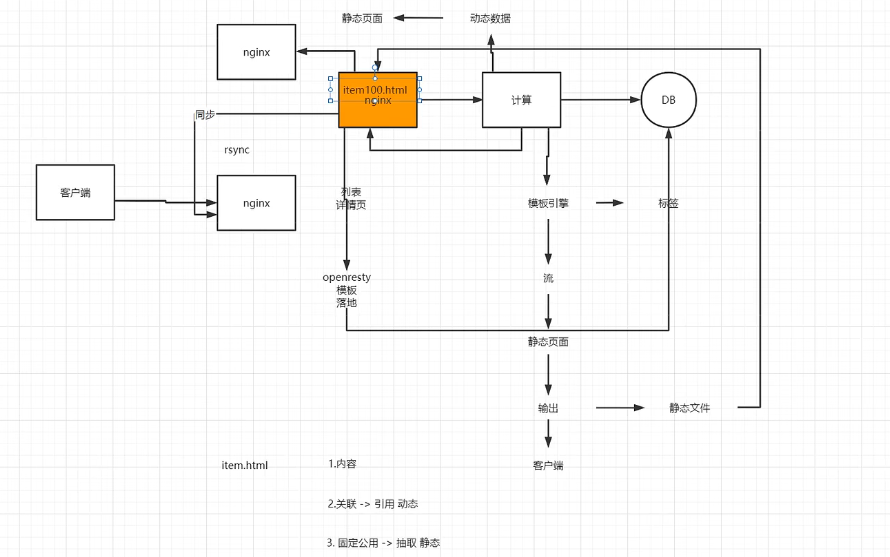 静态页面
动态数据
nginx
item100.html
nginx
计算
DB
同步
rsync
客户端
nginx
列表
详情页
模板引擎
标签
openresty
模板
落地
流
静态页面
输出
静态文件
item.html
1.内容
客户端
2.关联 -> 引用 动态
3. 固定公用 -> 抽取 静态